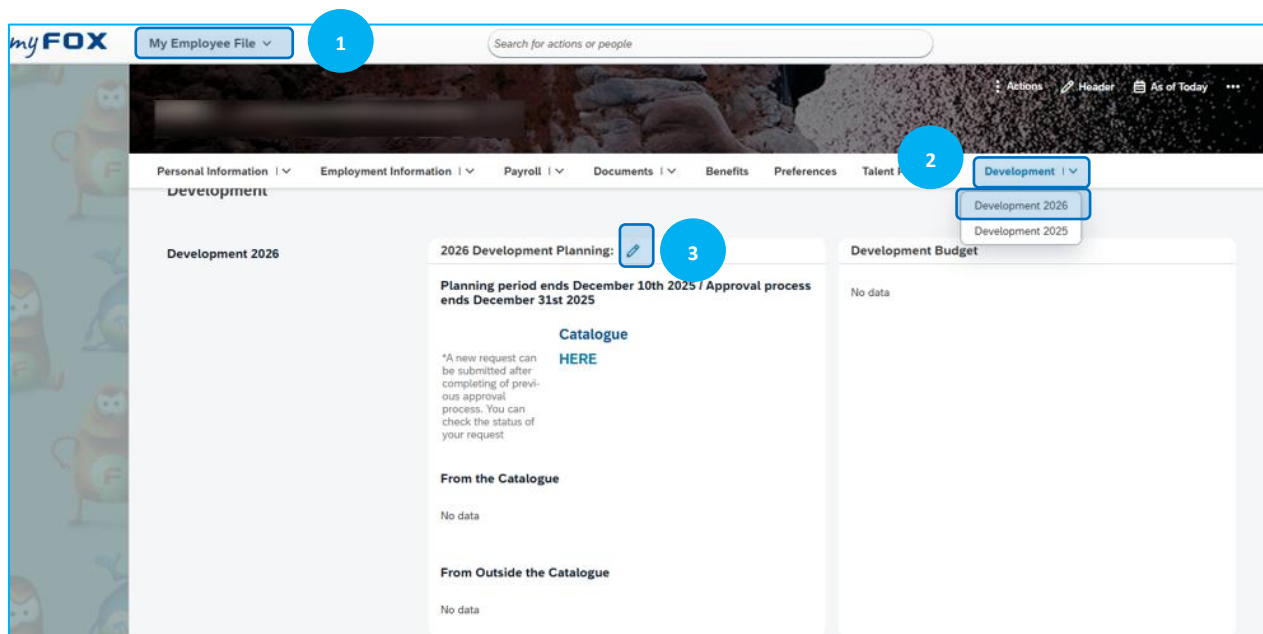 my FOX
My Employee File
1
Search for actions or people
Actions
Header
As of Today
2
Personal Information
Employment Information
Payroll
Documents
Benefits
Preferences
Talent
Development
Development
Development 2026
Development 2025
Development 2026
2026 Development Planning:
3
Development Budget
Planning period ends December 10th 2025 / Approval process
ends December 31st 2025
No data
Catalogue
HERE
*A new request can
be submitted after
completing of previ-
ous approval
process. You can
check the status of
your request
From the Catalogue
No data
From Outside the Catalogue
No data